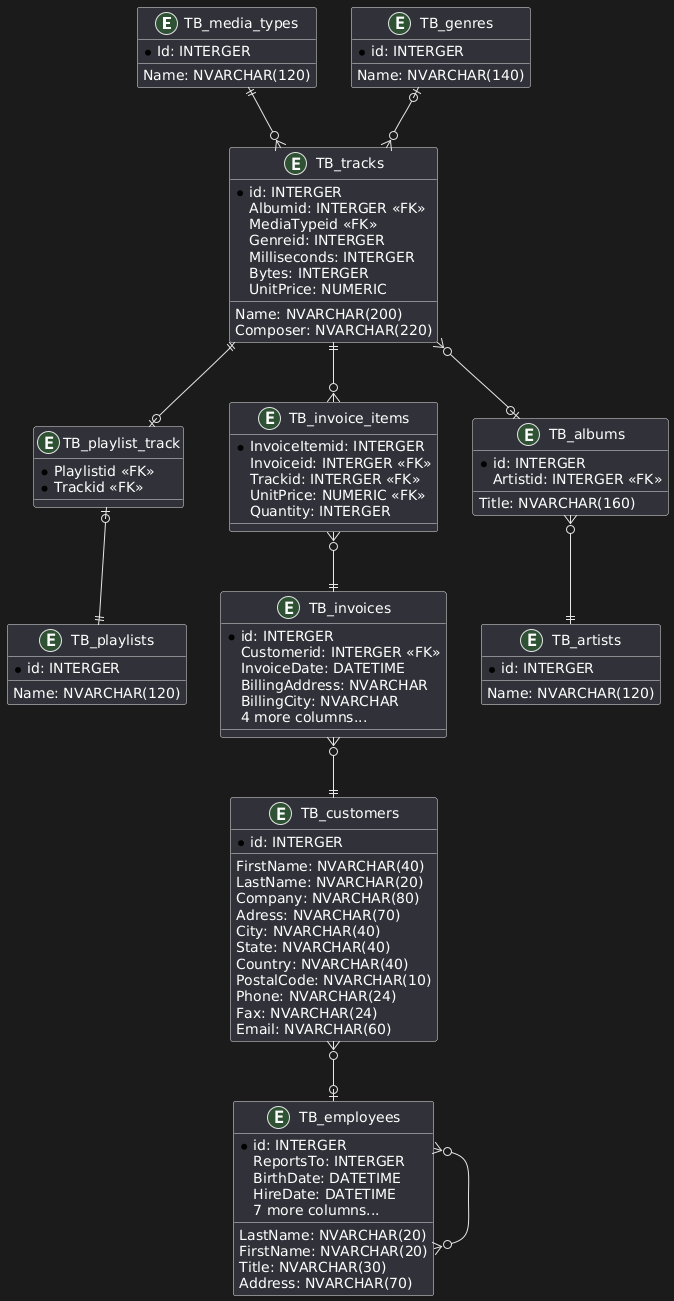 E TB_media_types
Id: INTERGER
Name: NVARCHAR(120)
E TB_genres
id: INTERGER
Name: NVARCHAR(140)
E TB_tracks
id: INTERGER
Albumid: INTERGER «FK»
MediaTypeid «FK»
Genreid: INTERGER
Milliseconds: INTERGER
Bytes: INTERGER
UnitPrice: NUMERIC
Name: NVARCHAR(200)
Composer: NVARCHAR(220)
E TB_playlist_track
Playlistid «FK»
Trackid «FK»
E TB_invoice_items
InvoiceItemid: INTERGER
Invoiceid: INTERGER «FK»
Trackid: INTERGER «FK»
UnitPrice: NUMERIC «FK»
Quantity: INTERGER
E TB_albums
id: INTERGER
Artistid: INTERGER «FK»
Title: NVARCHAR(160)
E TB_playlists
id: INTERGER
Name: NVARCHAR(120)
E TB_invoices
id: INTERGER
Customerid: INTERGER «FK»
InvoiceDate: DATETIME
BillingAddress: NVARCHAR
BillingCity: NVARCHAR
4 more columns...
E TB_artists
id: INTERGER
Name: NVARCHAR(120)
E TB_customers
id: INTERGER
FirstName: NVARCHAR(40)
LastName: NVARCHAR(20)
Company: NVARCHAR(80)
Adress: NVARCHAR(70)
City: NVARCHAR(40)
State: NVARCHAR(40)
Country: NVARCHAR(40)
PostalCode: NVARCHAR(10)
Phone: NVARCHAR(24)
Fax: NVARCHAR(24)
Email: NVARCHAR(60)
E TB_employees
id: INTERGER
ReportsTo: INTERGER
BirthDate: DATETIME
HireDate: DATETIME
7 more columns...
LastName: NVARCHAR(20)
FirstName: NVARCHAR(20)
Title: NVARCHAR(30)
Address: NVARCHAR(70)